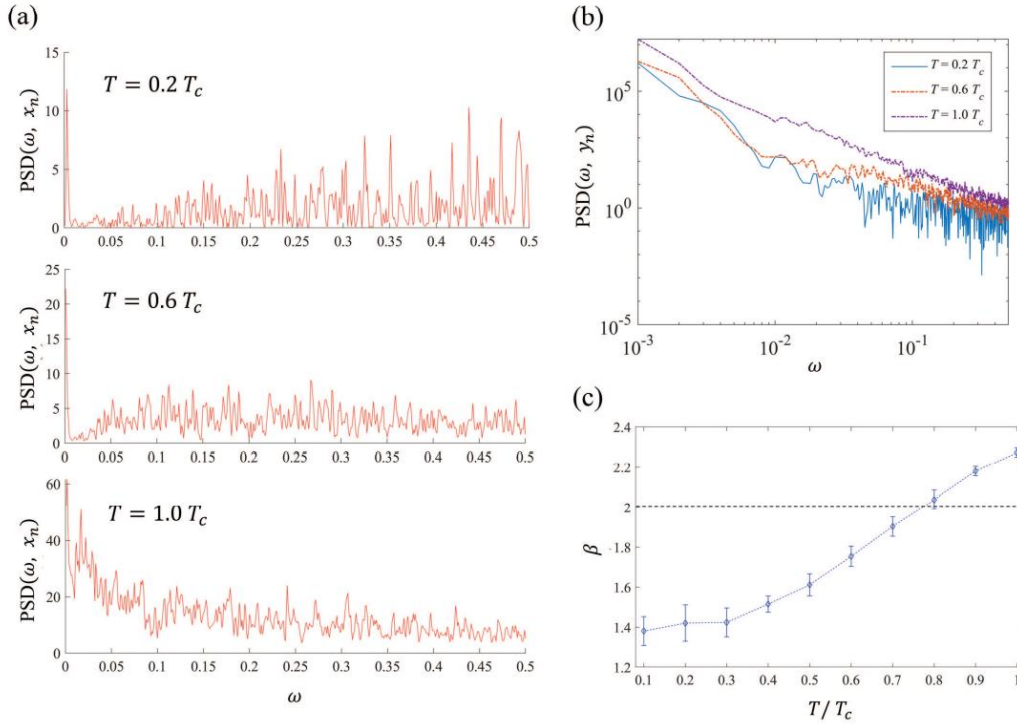 (a)
15
10
5
0
PSD(ω, x_n)
T = 0.2 T_c
0 0.05 0.1 0.15 0.2 0.25 0.3 0.35 0.4 0.45 0.5
25
20
15
10
5
0
PSD(ω, x_n)
T = 0.6 T_c
0 0.05 0.1 0.15 0.2 0.25 0.3 0.35 0.4 0.45 0.5
60
40
20
0
PSD(ω, x_n)
T = 1.0 T_c
0 0.05 0.1 0.15 0.2 0.25 0.3 0.35 0.4 0.45 0.5
ω
(b)
10^5
10^0
10^-5
PSD(ω, y_n)
T = 0.2 T_c
T = 0.6 T_c
T = 1.0 T_c
10^-3 10^-2 10^-1
ω
(c)
2.4
2.2
2
1.8
1.6
1.4
1.2
β
0.1 0.2 0.3 0.4 0.5 0.6 0.7 0.8 0.9 1
T / T_c